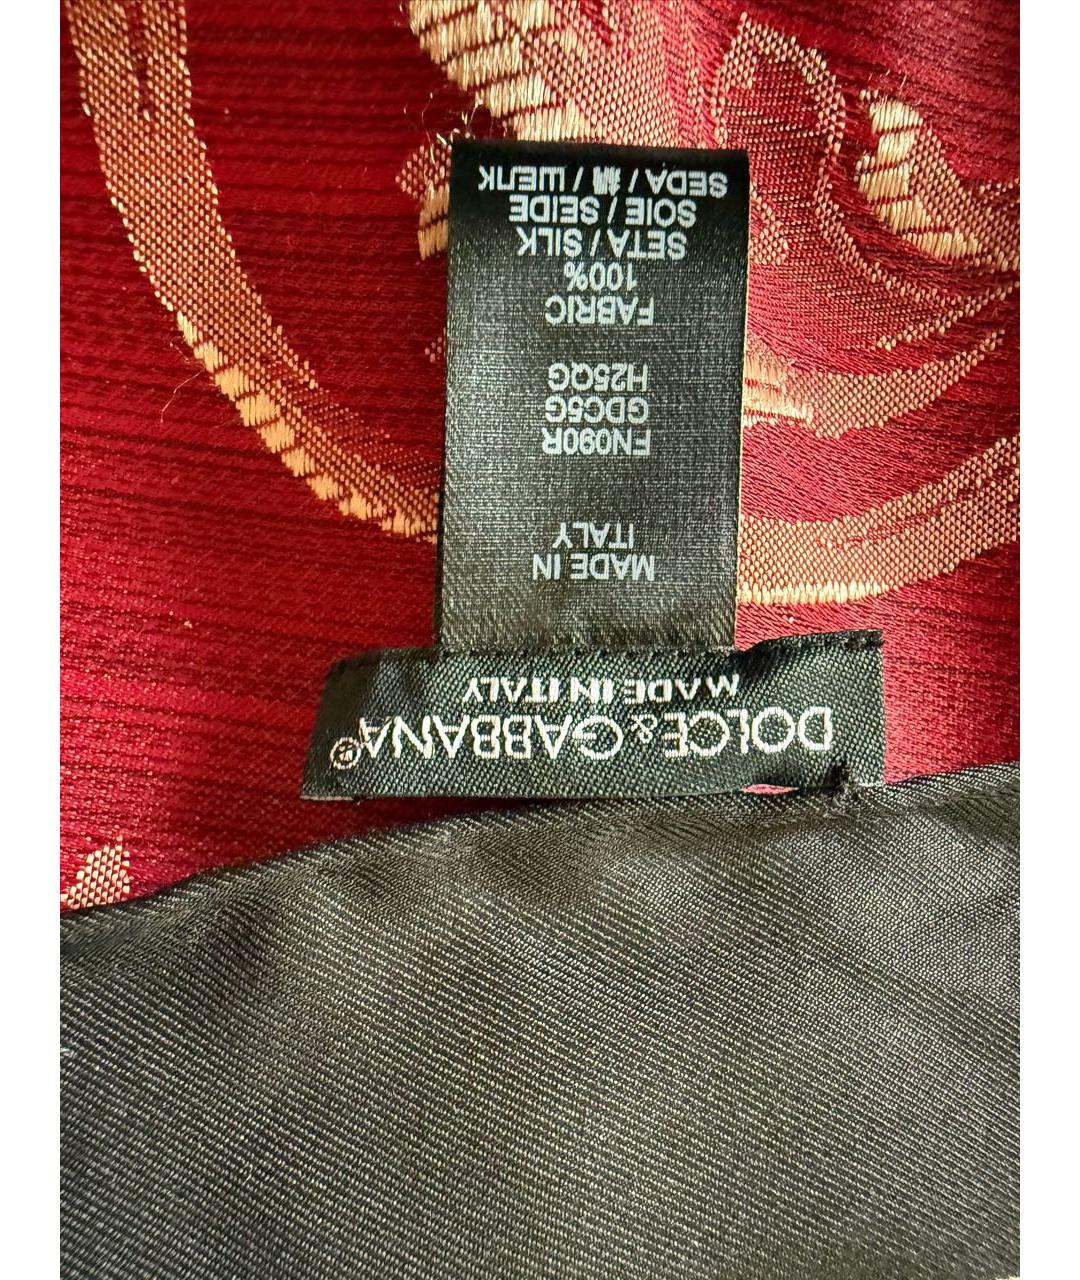 DOLCE&GABBANA®
MADE IN ITALY
MADE IN
ITALY
FN090R
GDC5G
H25QG
FABRIC
100%
SETA / SILK
SOIE / SEIDE
SEDA / 絹 / ШЕЛК